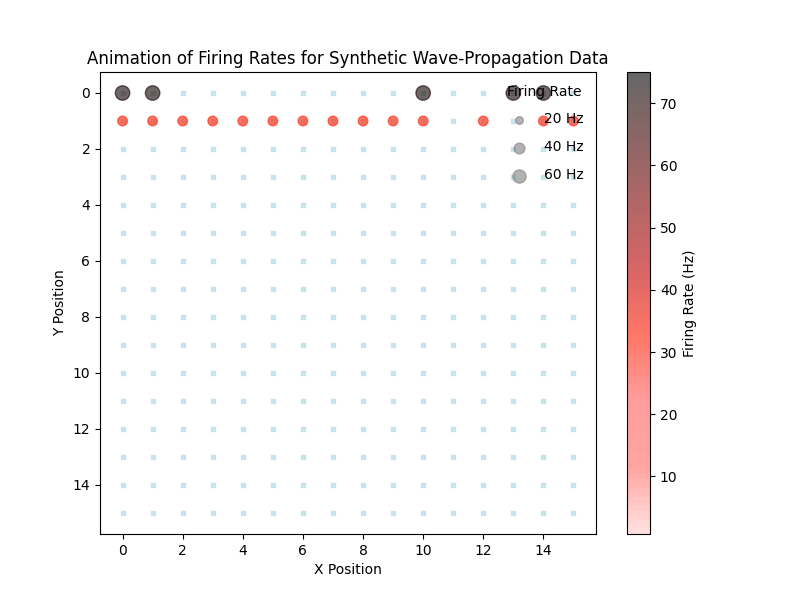 Animation of Firing Rates for Synthetic Wave-Propagation Data
Y Position
0
2
4
6
8
10
12
14
0 2 4 6 8 10 12 14
X Position
Firing Rate
20 Hz
40 Hz
60 Hz
70
60
50
40
30
20
10
Firing Rate (Hz)